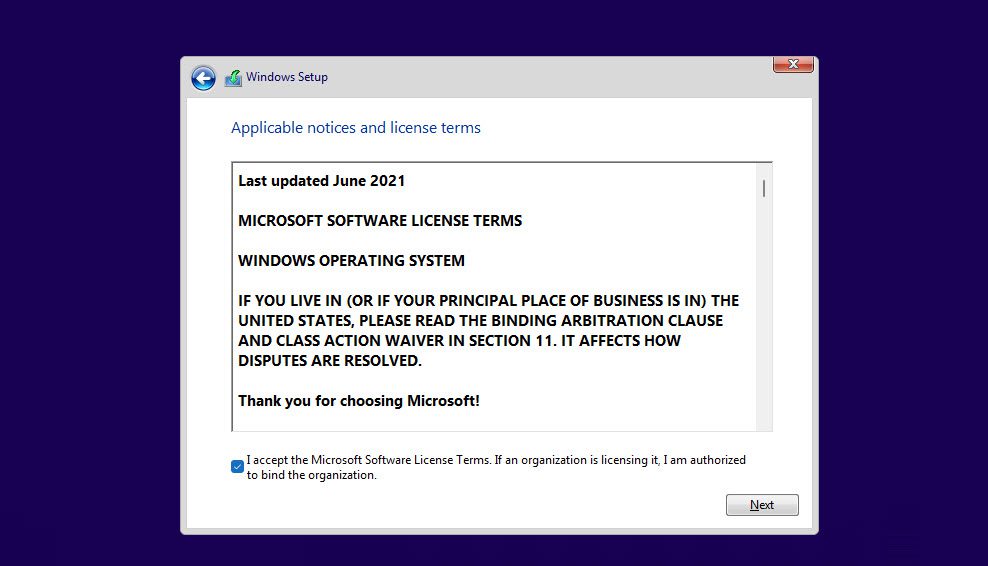 Windows Setup
Applicable notices and license terms
Last updated June 2021
MICROSOFT SOFTWARE LICENSE TERMS
WINDOWS OPERATING SYSTEM
IF YOU LIVE IN (OR IF YOUR PRINCIPAL PLACE OF BUSINESS IS IN) THE
UNITED STATES, PLEASE READ THE BINDING ARBITRATION CLAUSE
AND CLASS ACTION WAIVER IN SECTION 11. IT AFFECTS HOW
DISPUTES ARE RESOLVED.
Thank you for choosing Microsoft!
I accept the Microsoft Software License Terms. If an organization is licensing it, I am authorized
to bind the organization.
Next